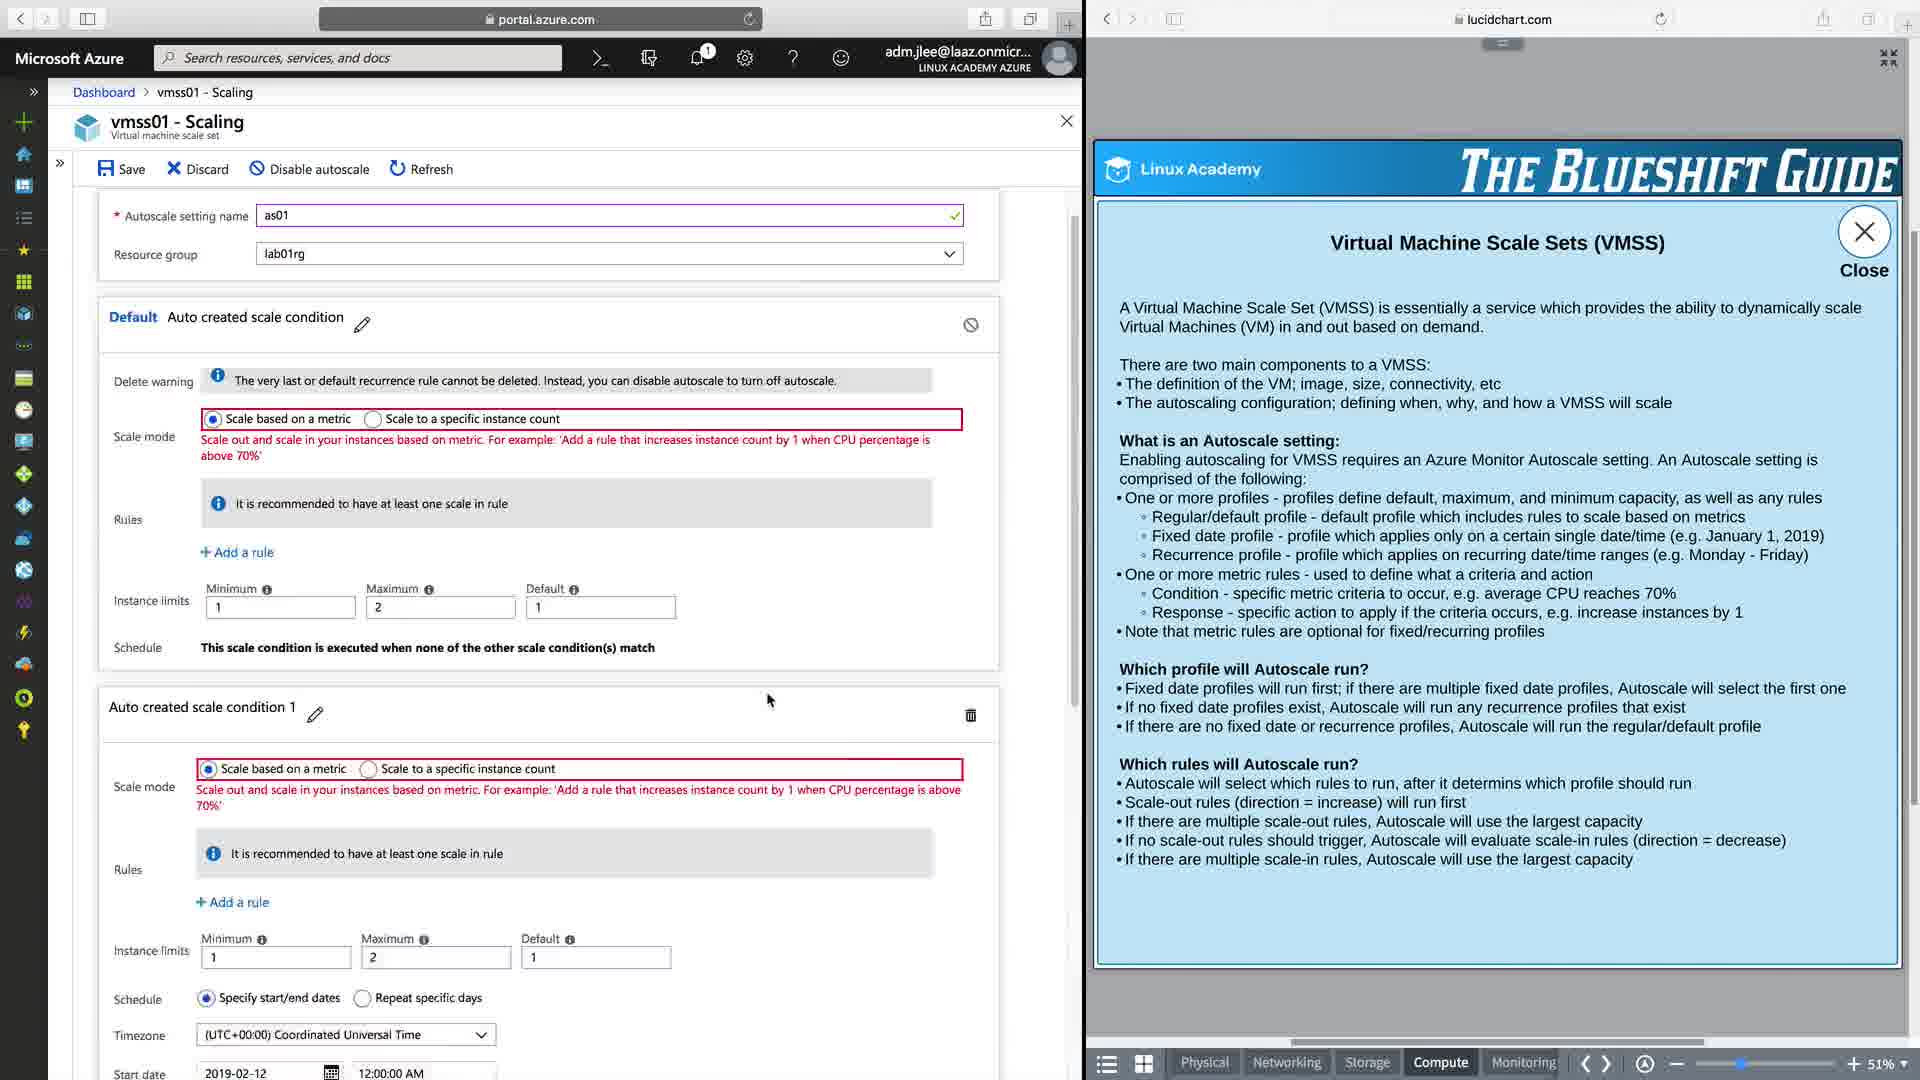 portal.azure.com
Microsoft Azure
Search resources, services, and docs
1
adm.jlee@laaz.onmicr...
LINUX ACADEMY AZURE
Dashboard > vmss01 - Scaling
vmss01 - Scaling
Virtual machine scale set
Save Discard Disable autoscale Refresh
* Autoscale setting name as01
Resource group lab01rg
Default Auto created scale condition
Delete warning The very last or default recurrence rule cannot be deleted. Instead, you can disable autoscale to turn off autoscale.
Scale based on a metric Scale to a specific instance count
Scale mode
Scale out and scale in your instances based on metric. For example: 'Add a rule that increases instance count by 1 when CPU percentage is
above 70%'
It is recommended to have at least one scale in rule
Rules
+ Add a rule
Minimum Maximum Default
Instance limits 1 2 1
Schedule This scale condition is executed when none of the other scale condition(s) match
Auto created scale condition 1
Scale based on a metric Scale to a specific instance count
Scale mode
Scale out and scale in your instances based on metric. For example: 'Add a rule that increases instance count by 1 when CPU percentage is above
70%'
It is recommended to have at least one scale in rule
Rules
+ Add a rule
Minimum Maximum Default
Instance limits 1 2 1
Schedule Specify start/end dates Repeat specific days
Timezone (UTC+00:00) Coordinated Universal Time
Start date 2019-02-12 12:00:00 AM
lucidchart.com
Linux Academy THE BLUESHIFT GUIDE
Virtual Machine Scale Sets (VMSS)
Close
A Virtual Machine Scale Set (VMSS) is essentially a service which provides the ability to dynamically scale
Virtual Machines (VM) in and out based on demand.
There are two main components to a VMSS:
• The definition of the VM; image, size, connectivity, etc
• The autoscaling configuration; defining when, why, and how a VMSS will scale
What is an Autoscale setting:
Enabling autoscaling for VMSS requires an Azure Monitor Autoscale setting. An Autoscale setting is
comprised of the following:
• One or more profiles - profiles define default, maximum, and minimum capacity, as well as any rules
◦ Regular/default profile - default profile which includes rules to scale based on metrics
◦ Fixed date profile - profile which applies only on a certain single date/time (e.g. January 1, 2019)
◦ Recurrence profile - profile which applies on recurring date/time ranges (e.g. Monday - Friday)
• One or more metric rules - used to define what a criteria and action
◦ Condition - specific metric criteria to occur, e.g. average CPU reaches 70%
◦ Response - specific action to apply if the criteria occurs, e.g. increase instances by 1
• Note that metric rules are optional for fixed/recurring profiles
Which profile will Autoscale run?
• Fixed date profiles will run first; if there are multiple fixed date profiles, Autoscale will select the first one
• If no fixed date profiles exist, Autoscale will run any recurrence profiles that exist
• If there are no fixed date or recurrence profiles, Autoscale will run the regular/default profile
Which rules will Autoscale run?
• Autoscale will select which rules to run, after it determins which profile should run
• Scale-out rules (direction = increase) will run first
• If there are multiple scale-out rules, Autoscale will use the largest capacity
• If no scale-out rules should trigger, Autoscale will evaluate scale-in rules (direction = decrease)
• If there are multiple scale-in rules, Autoscale will use the largest capacity
Physical Networking Storage Compute Monitoring 51%